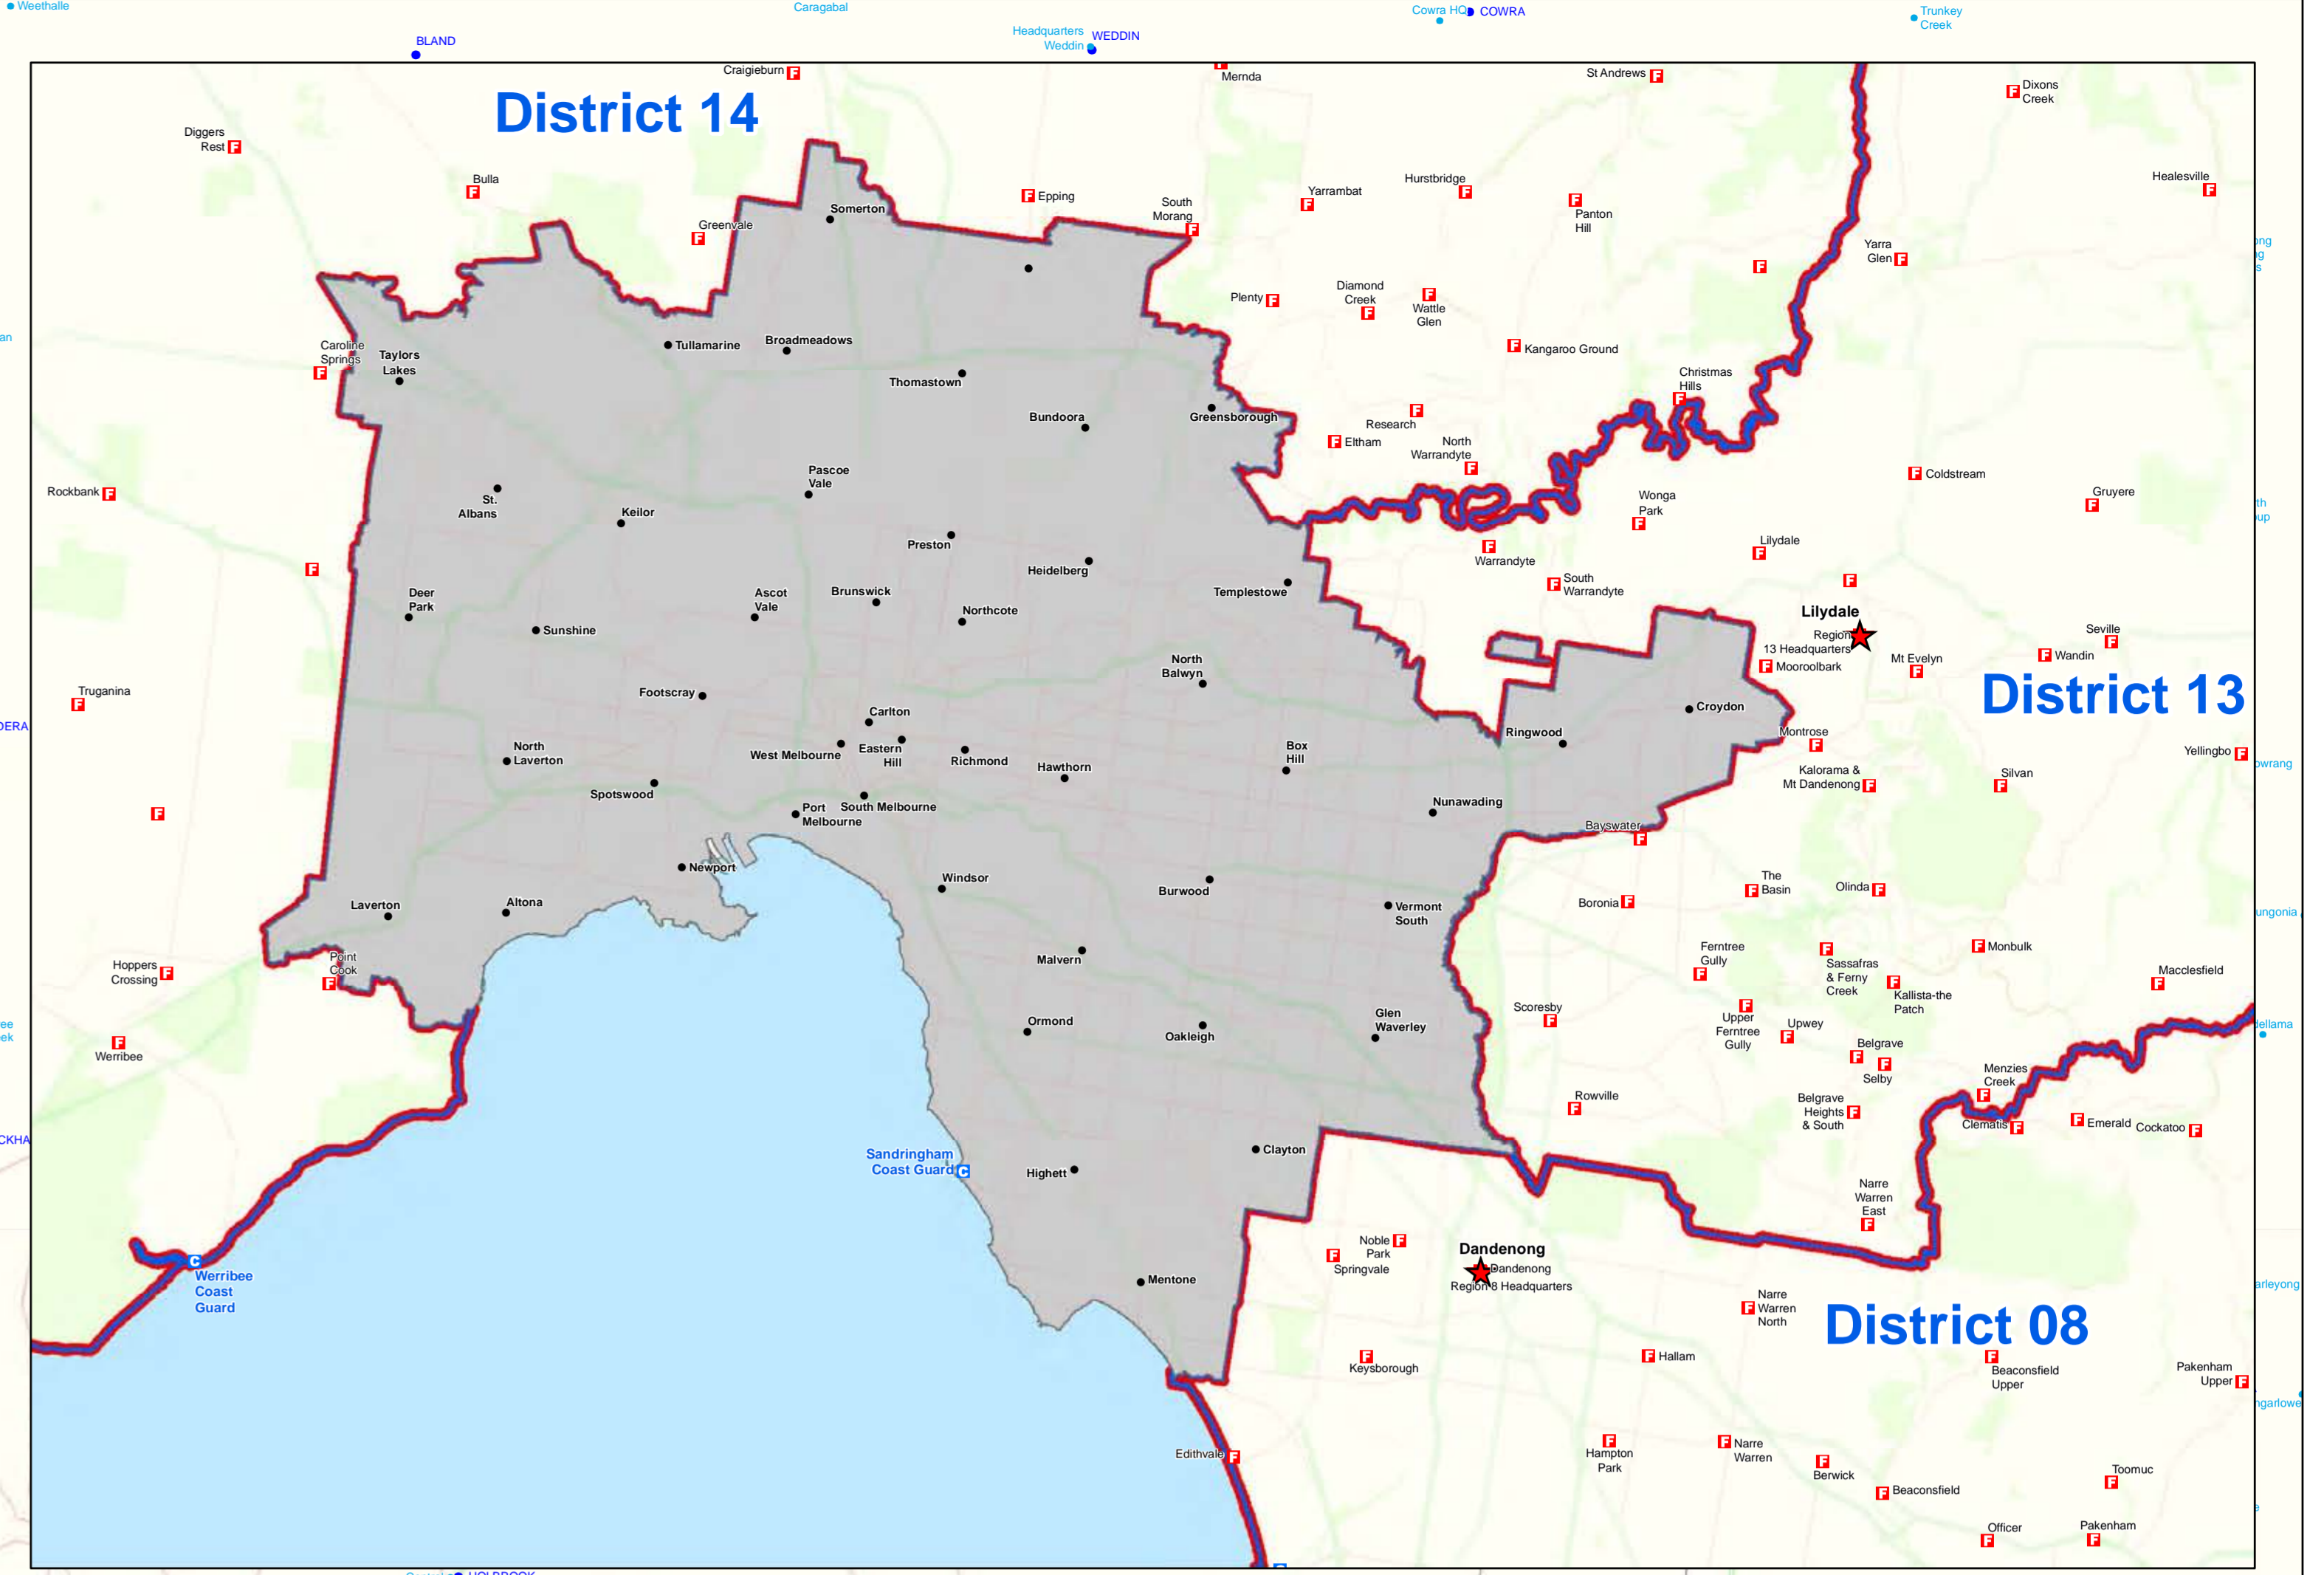 Weethalle
Caragabal
Cowra HQ
COWRA
Trunkey
Creek
BLAND
Headquarters
Weddin
WEDDIN
Craigieburn
Mernda
St Andrews
Dixons
Creek
District 14
Diggers
Rest
Bulla
Greenvale
Somerton
Epping
South
Morang
Yarrambat
Hurstbridge
Panton
Hill
Healesville
Yarra
Glen
Plenty
Diamond
Creek
Wattle
Glen
Kangaroo Ground
Caroline
Springs
Taylors
Lakes
Tullamarine
Broadmeadows
Thomastown
Bundoora
Greensborough
Research
Eltham
North
Warrandyte
Christmas
Hills
Coldstream
Gruyere
Rockbank
St.
Albans
Keilor
Pascoe
Vale
Preston
Heidelberg
Wonga
Park
Warrandyte
South
Warrandyte
Lilydale
Deer
Park
Sunshine
Ascot
Vale
Brunswick
Northcote
Templestowe
Lilydale
Region
13 Headquarters
Mooroolbark
Mt Evelyn
Wandin
Seville
District 13
Truganina
Footscray
North
Balwyn
Carlton
West Melbourne
Eastern
Hill
Richmond
Hawthorn
Box
Hill
Ringwood
Croydon
Montrose
Kalorama &
Mt Dandenong
Silvan
Yellingbo
North
Laverton
Spotswood
Port
Melbourne
South Melbourne
Nunawading
Bayswater
Newport
Windsor
Burwood
Vermont
South
Boronia
The
Basin
Olinda
Laverton
Altona
Malvern
Ferntree
Gully
Sassafras
& Ferny
Creek
Monbulk
Kallista-the
Patch
Macclesfield
Hoppers
Crossing
Point
Cook
Werribee
Ormond
Oakleigh
Glen
Waverley
Scoresby
Upper
Ferntree
Gully
Upwey
Belgrave
Selby
Menzies
Creek
Rowville
Belgrave
Heights
& South
Clematis
Emerald
Cockatoo
Sandringham
Coast Guard
Highett
Clayton
Narre
Warren
East
Werribee
Coast
Guard
Mentone
Noble
Park
Springvale
Dandenong
Dandenong
Region 8 Headquarters
Narre
Warren
North
District 08
Keysborough
Hallam
Beaconsfield
Upper
Pakenham
Upper
Edithvale
Hampton
Park
Narre
Warren
Berwick
Beaconsfield
Toomuc
Officer
Pakenham